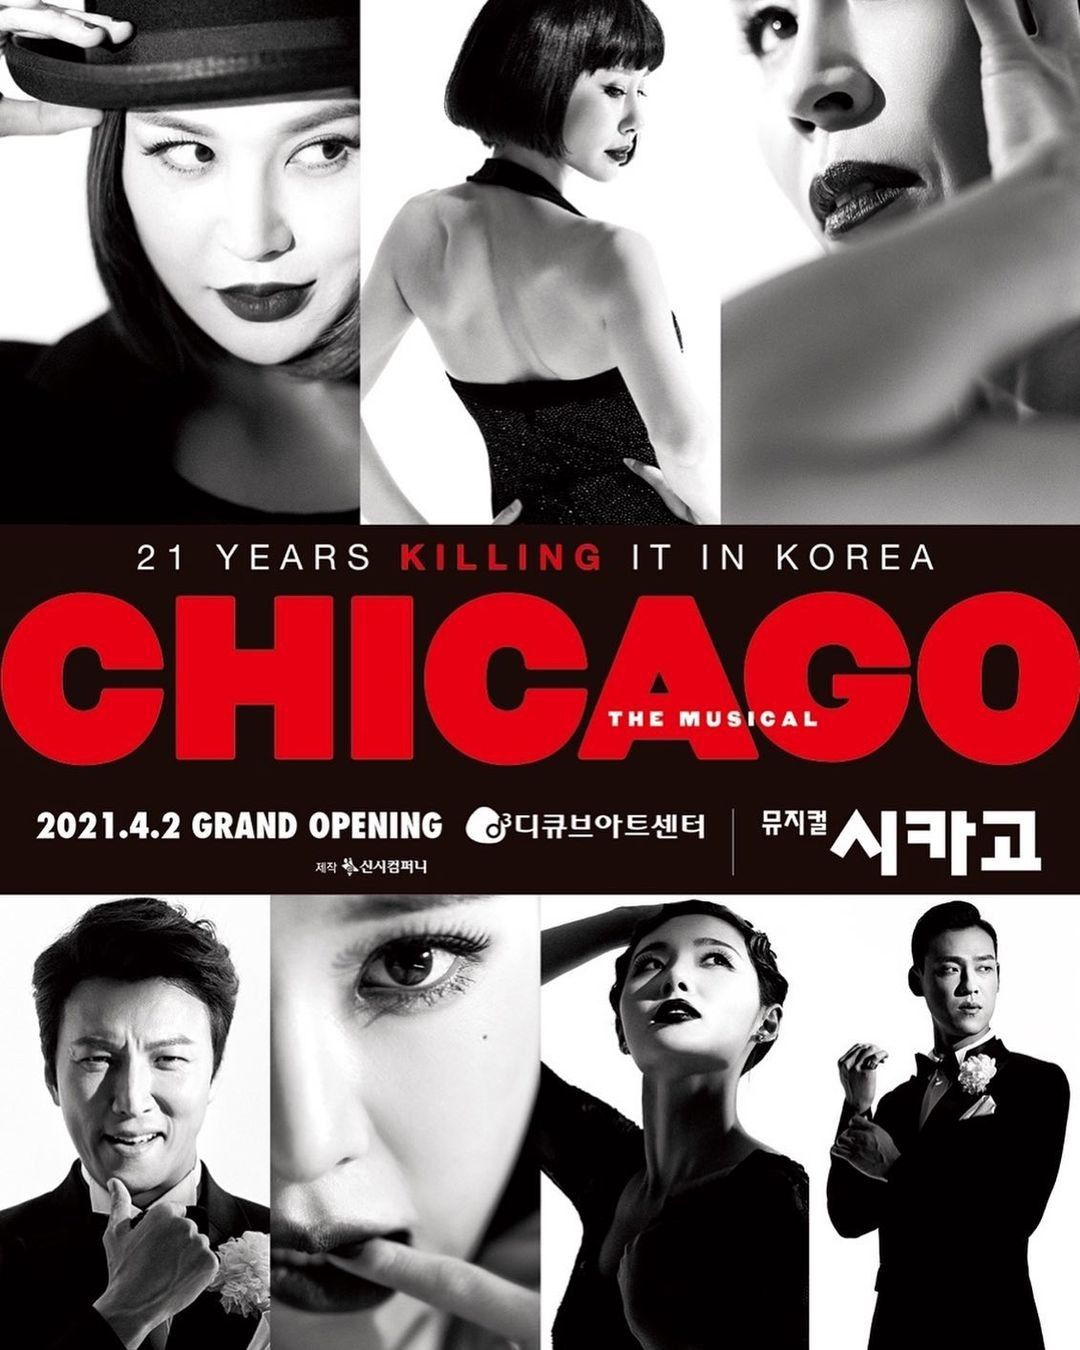 21 YEARS KILLING IT IN KOREA
CHICAGO
THE MUSICAL
2021.4.2 GRAND OPENING
d3 디큐브아트센터
뮤지컬 시카고
제작 신시컴퍼니